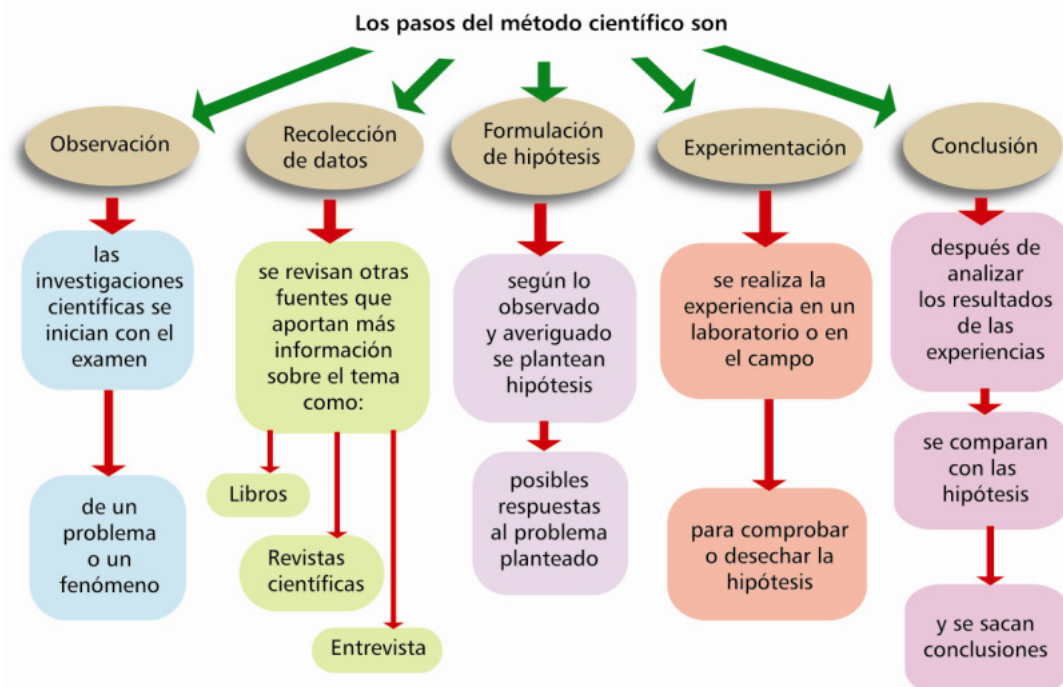 Los pasos del método científico son
Observación
las
investigaciones
científicas se
inician con el
examen
de un
problema
o un
fenómeno
Recolección
de datos
se revisan otras
fuentes que
aportan más
información
sobre el tema
como:
Libros
Revistas
científicas
Entrevista
Formulación
de hipótesis
según lo
observado
y averiguado
se plantean
hipótesis
posibles
respuestas
al problema
planteado
Experimentación
se realiza la
experiencia en un
laboratorio o en
el campo
para comprobar
o desechar la
hipótesis
Conclusión
después de
analizar
los resultados
de las
experiencias
se comparan
con las
hipótesis
y se sacan
conclusiones